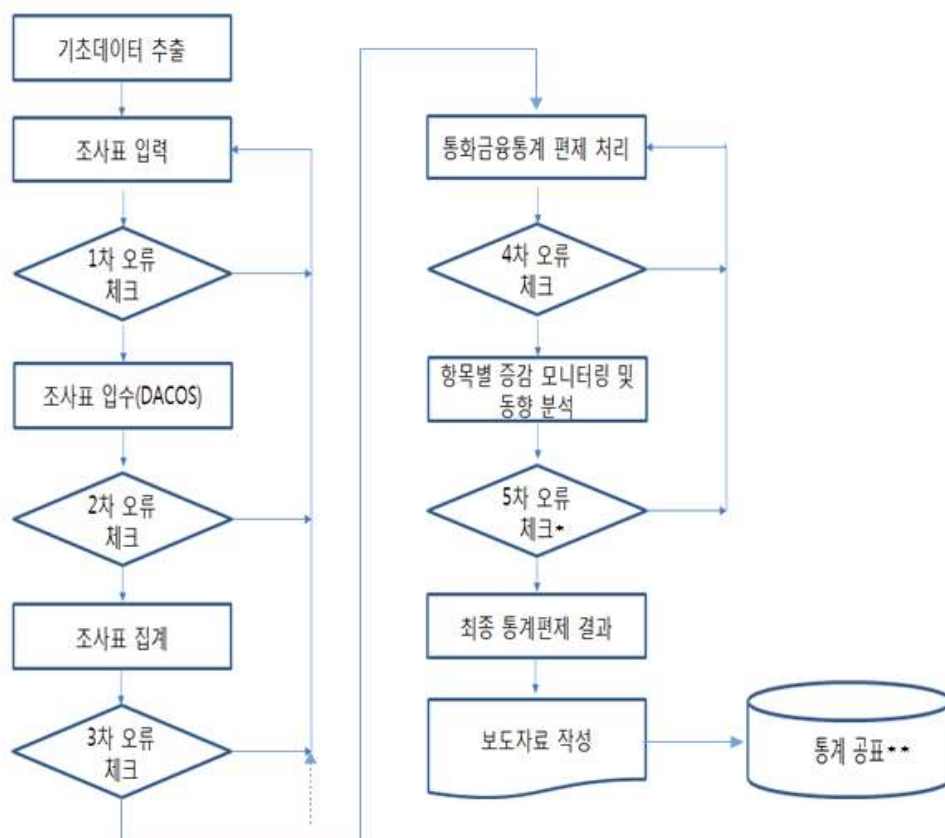 기초데이터 추출
조사표 입력
1차 오류
체크
조사표 입수(DACOS)
2차 오류
체크
조사표 집계
3차 오류
체크
통화금융통계 편제 처리
4차 오류
체크
항목별 증감 모니터링 및
동향 분석
5차 오류
체크*
최종 통계편제 결과
보도자료 작성
통계 공표**